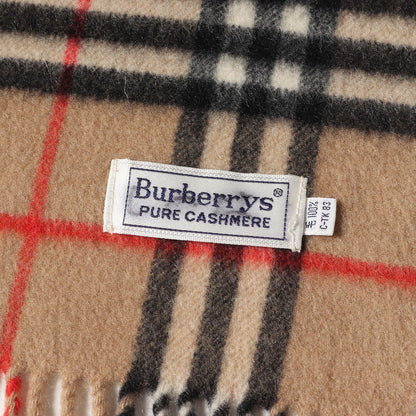 Burberrys®
PURE CASHMERE
毛 100%
C-TK 83